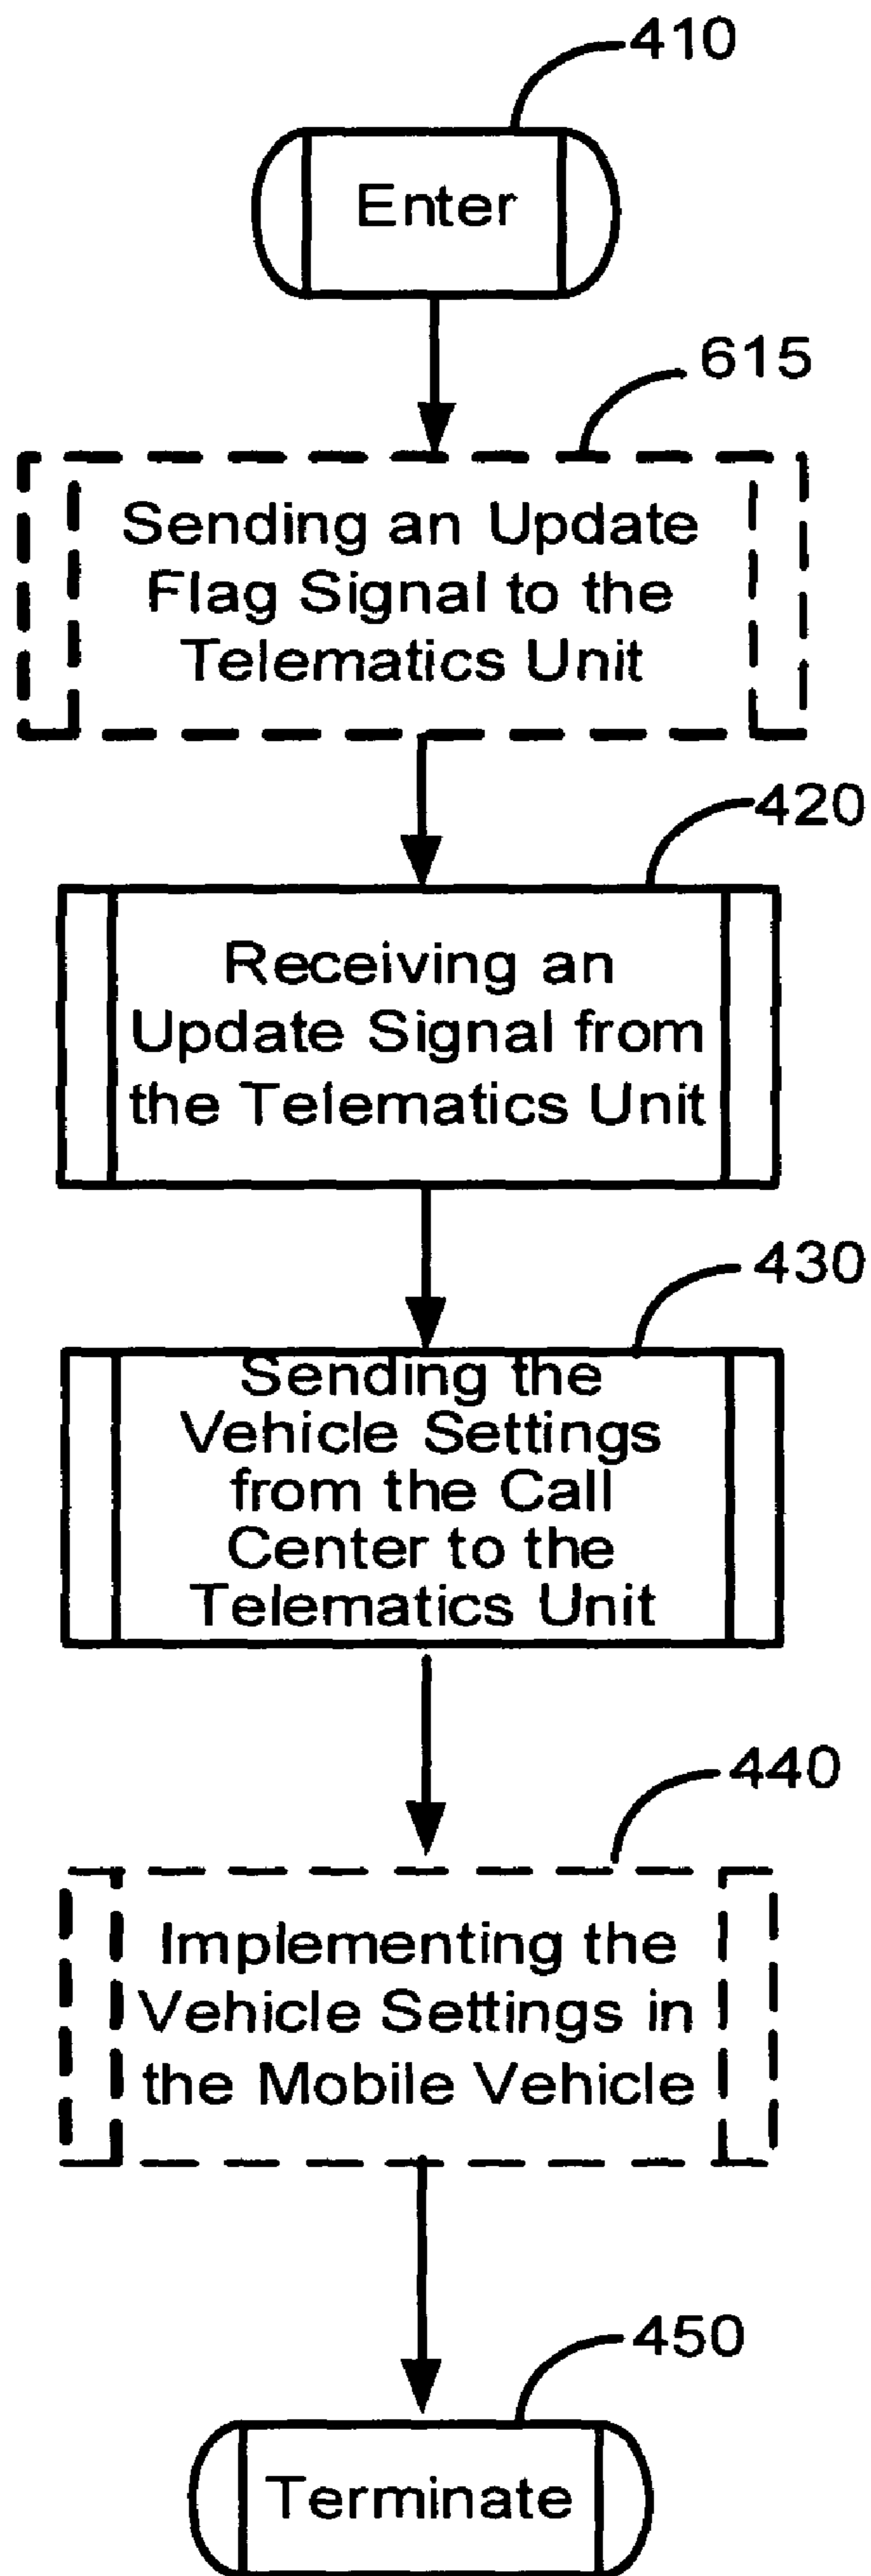 410
Enter
615
Sending an Update
Flag Signal to the
Telematics Unit
420
Receiving an
Update Signal from
the Telematics Unit
430
Sending the
Vehicle Settings
from the Call
Center to the
Telematics Unit
440
Implementing the
Vehicle Settings in
the Mobile Vehicle
450
Terminate